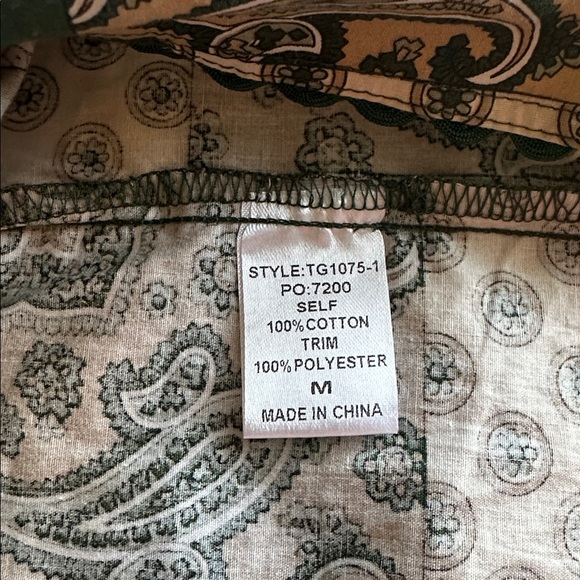 STYLE:TG1075-1
PO:7200
SELF
100%COTTON
TRIM
100%POLYESTER
M
MADE IN CHINA